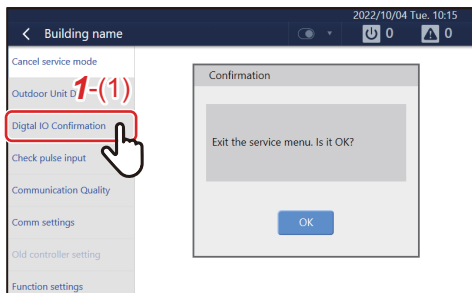 2022/10/04 Tue. 10:15
Building name
0
0
Cancel service mode
Outdoor Unit D
1-(1)
Digtal IO Confirmation
Check pulse input
Communication Quality
Comm settings
Old controller setting
Function settings
Confirmation
Exit the service menu. Is it OK?
OK